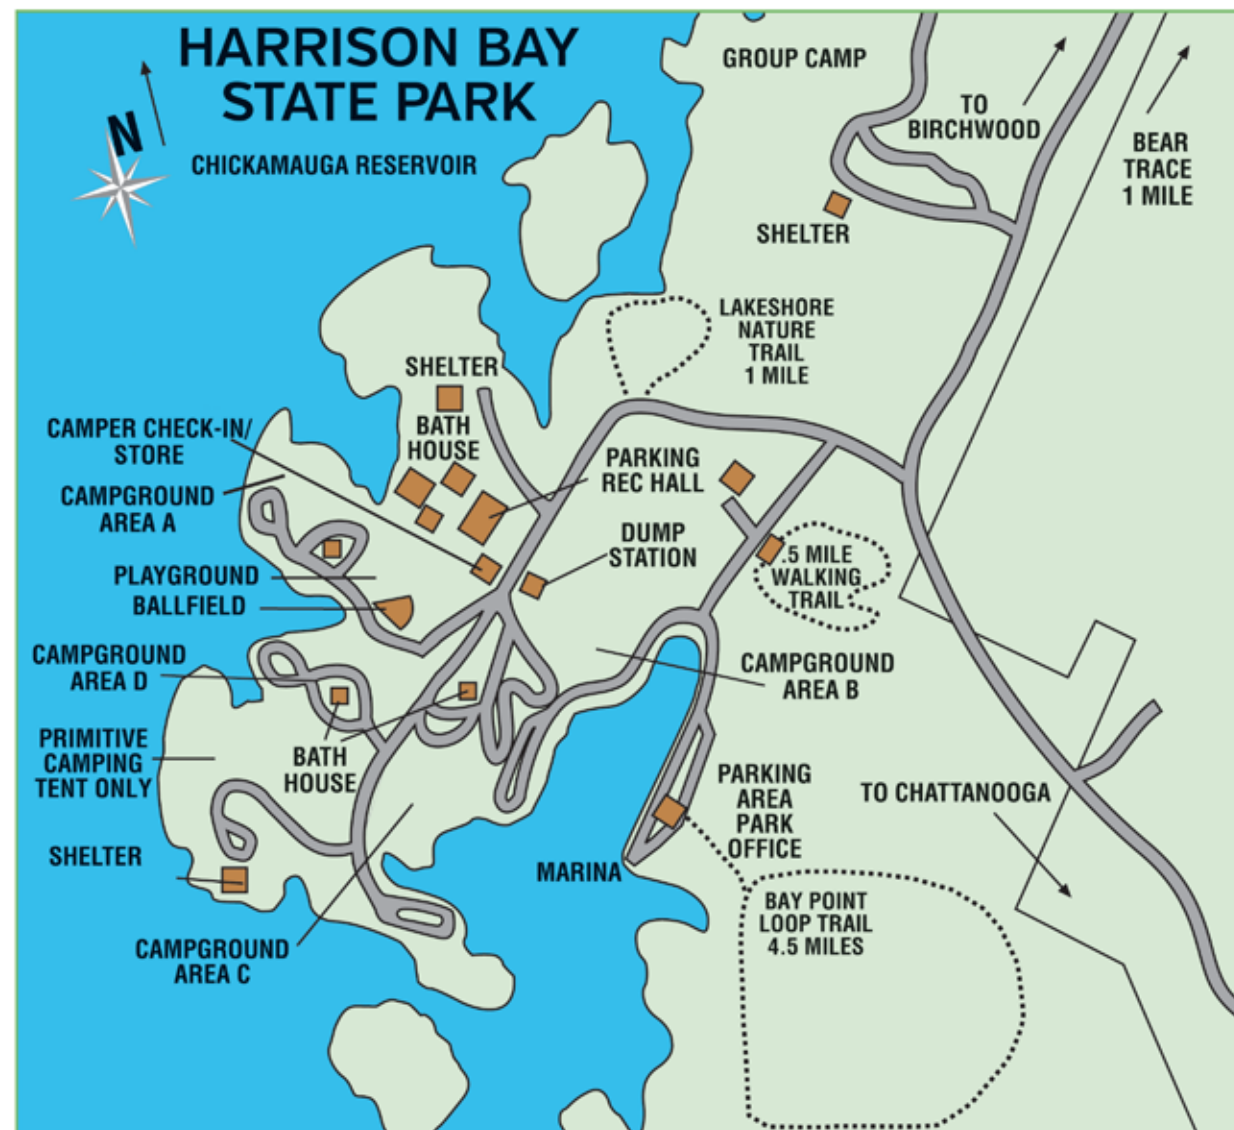 HARRISON BAY
STATE PARK
N
CHICKAMAUGA RESERVOIR
GROUP CAMP
TO
BIRCHWOOD
BEAR
TRACE
1 MILE
SHELTER
LAKESHORE
NATURE
TRAIL
1 MILE
SHELTER
BATH
HOUSE
CAMPER CHECK-IN/
STORE
PARKING
REC HALL
CAMPGROUND
AREA A
DUMP
STATION
.5 MILE
WALKING
TRAIL
PLAYGROUND
BALLFIELD
CAMPGROUND
AREA D
CAMPGROUND
AREA B
PRIMITIVE
CAMPING
TENT ONLY
BATH
HOUSE
PARKING
AREA
PARK
OFFICE
TO CHATTANOOGA
SHELTER
MARINA
BAY POINT
LOOP TRAIL
4.5 MILES
CAMPGROUND
AREA C